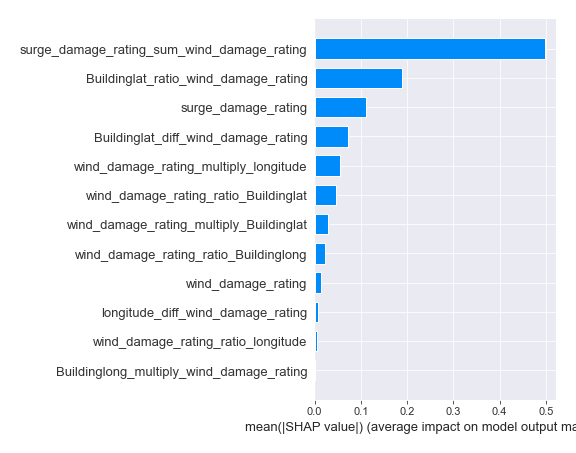 surge_damage_rating_sum_wind_damage_rating
Buildinglat_ratio_wind_damage_rating
surge_damage_rating
Buildinglat_diff_wind_damage_rating
wind_damage_rating_multiply_longitude
wind_damage_rating_ratio_Buildinglat
wind_damage_rating_multiply_Buildinglat
wind_damage_rating_ratio_Buildinglong
wind_damage_rating
longitude_diff_wind_damage_rating
wind_damage_rating_ratio_longitude
Buildinglong_multiply_wind_damage_rating
0.0 0.1 0.2 0.3 0.4 0.5
mean(|SHAP value|) (average impact on model output ma